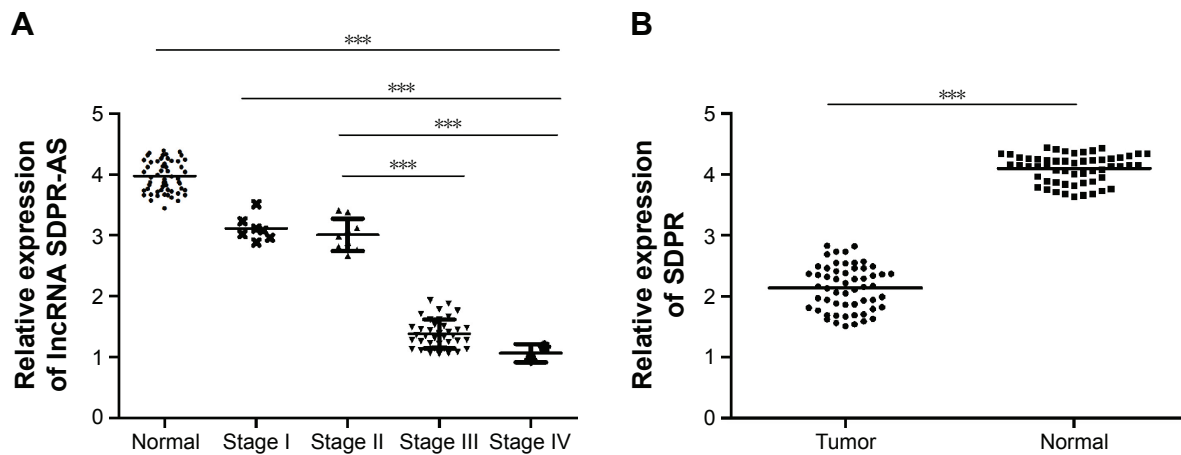 A
***
***
***
***
Relative expression
of lncRNA SDPR-AS
5
4
3
2
1
0
Normal Stage I Stage II Stage III Stage IV
B
***
Relative expression
of SDPR
5
4
3
2
1
0
Tumor Normal